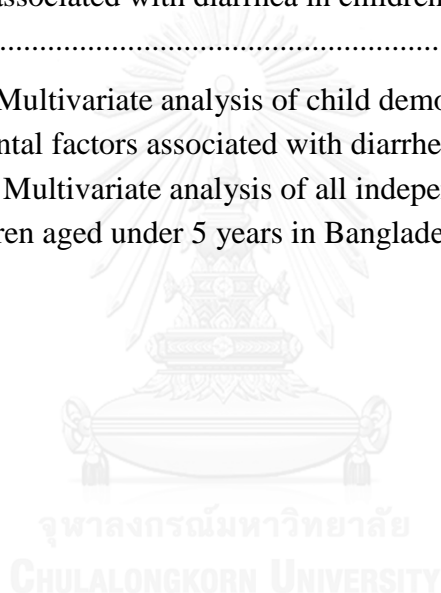 associated with diarrhea in children
........................................................
Multivariate analysis of child demo
ntal factors associated with diarrhe
Multivariate analysis of all indepe
ren aged under 5 years in Banglade
จุฬาลงกรณ์มหาวิทยาลัย
CHULALONGKORN UNIVERSITY